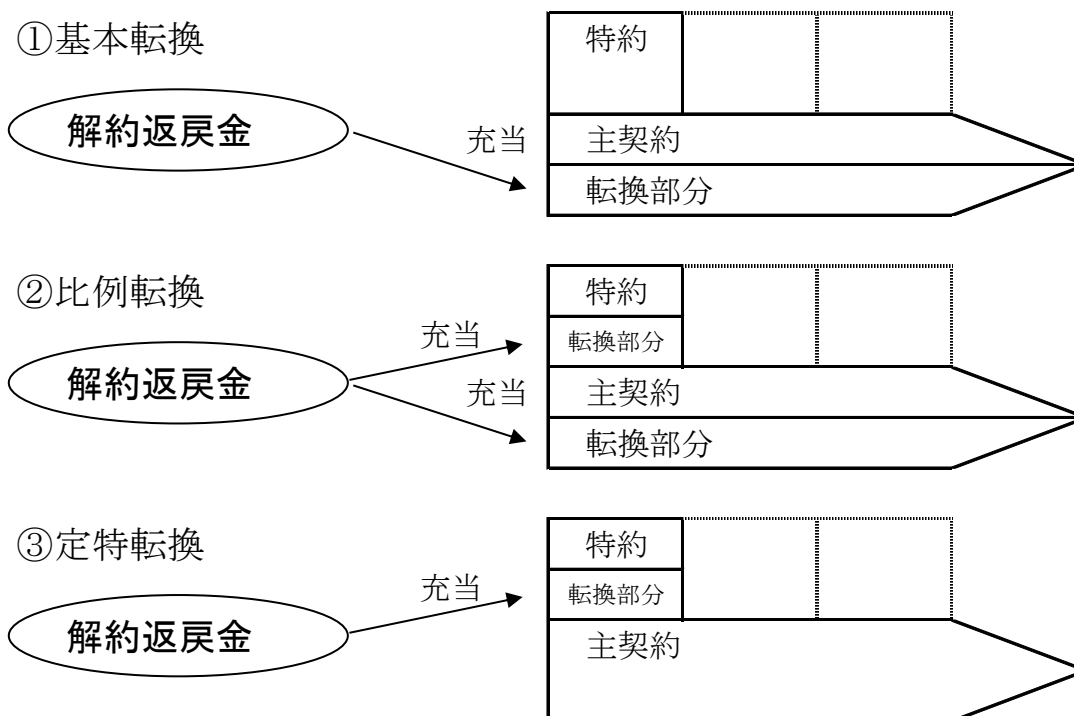 ①基本転換
特約
解約返戻金
充当
主契約
転換部分
②比例転換
特約
充当
転換部分
解約返戻金
充当
主契約
転換部分
③定特転換
特約
充当
転換部分
解約返戻金
主契約